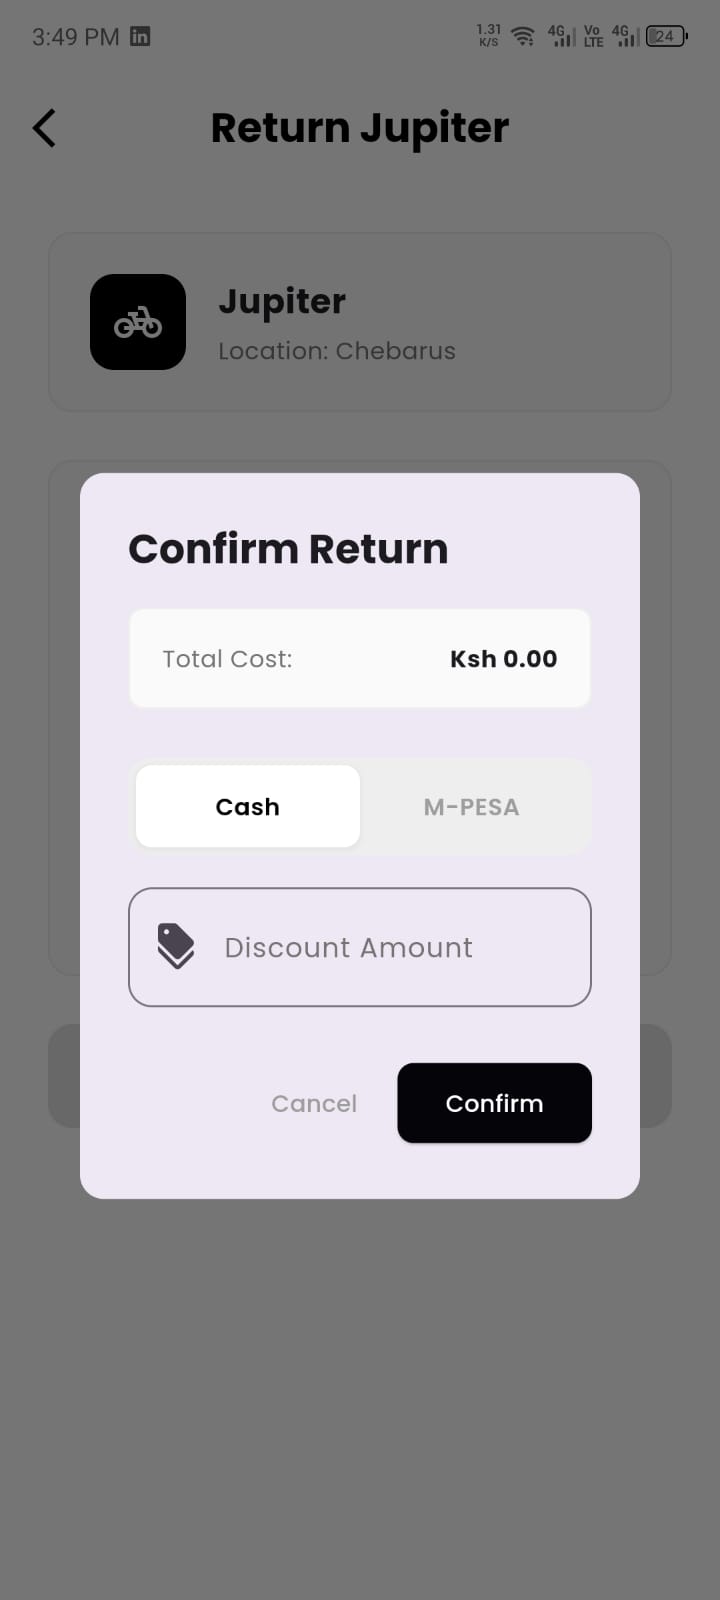 3:49 PM in 1.31 K/S 4G Vo LTE 4G 24
Return Jupiter
Jupiter
Location: Chebarus
Confirm Return
Total Cost: Ksh 0.00
Cash M-PESA
Discount Amount
Cancel Confirm